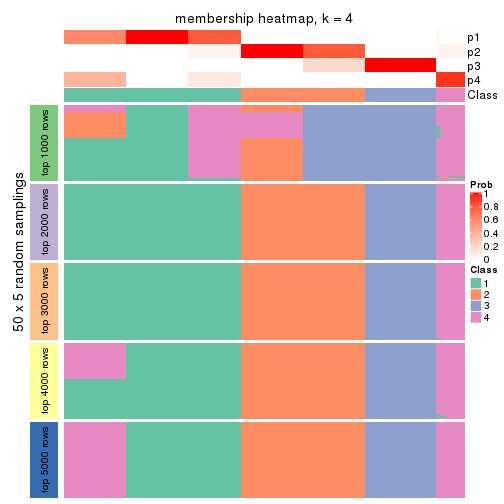 membership heatmap, k = 4
p1
p2
p3
p4
Class
50 x 5 random samplings
top 1000 rows
top 2000 rows
top 3000 rows
top 4000 rows
top 5000 rows
Prob
1
0.8
0.6
0.4
0.2
0
Class
1
2
3
4